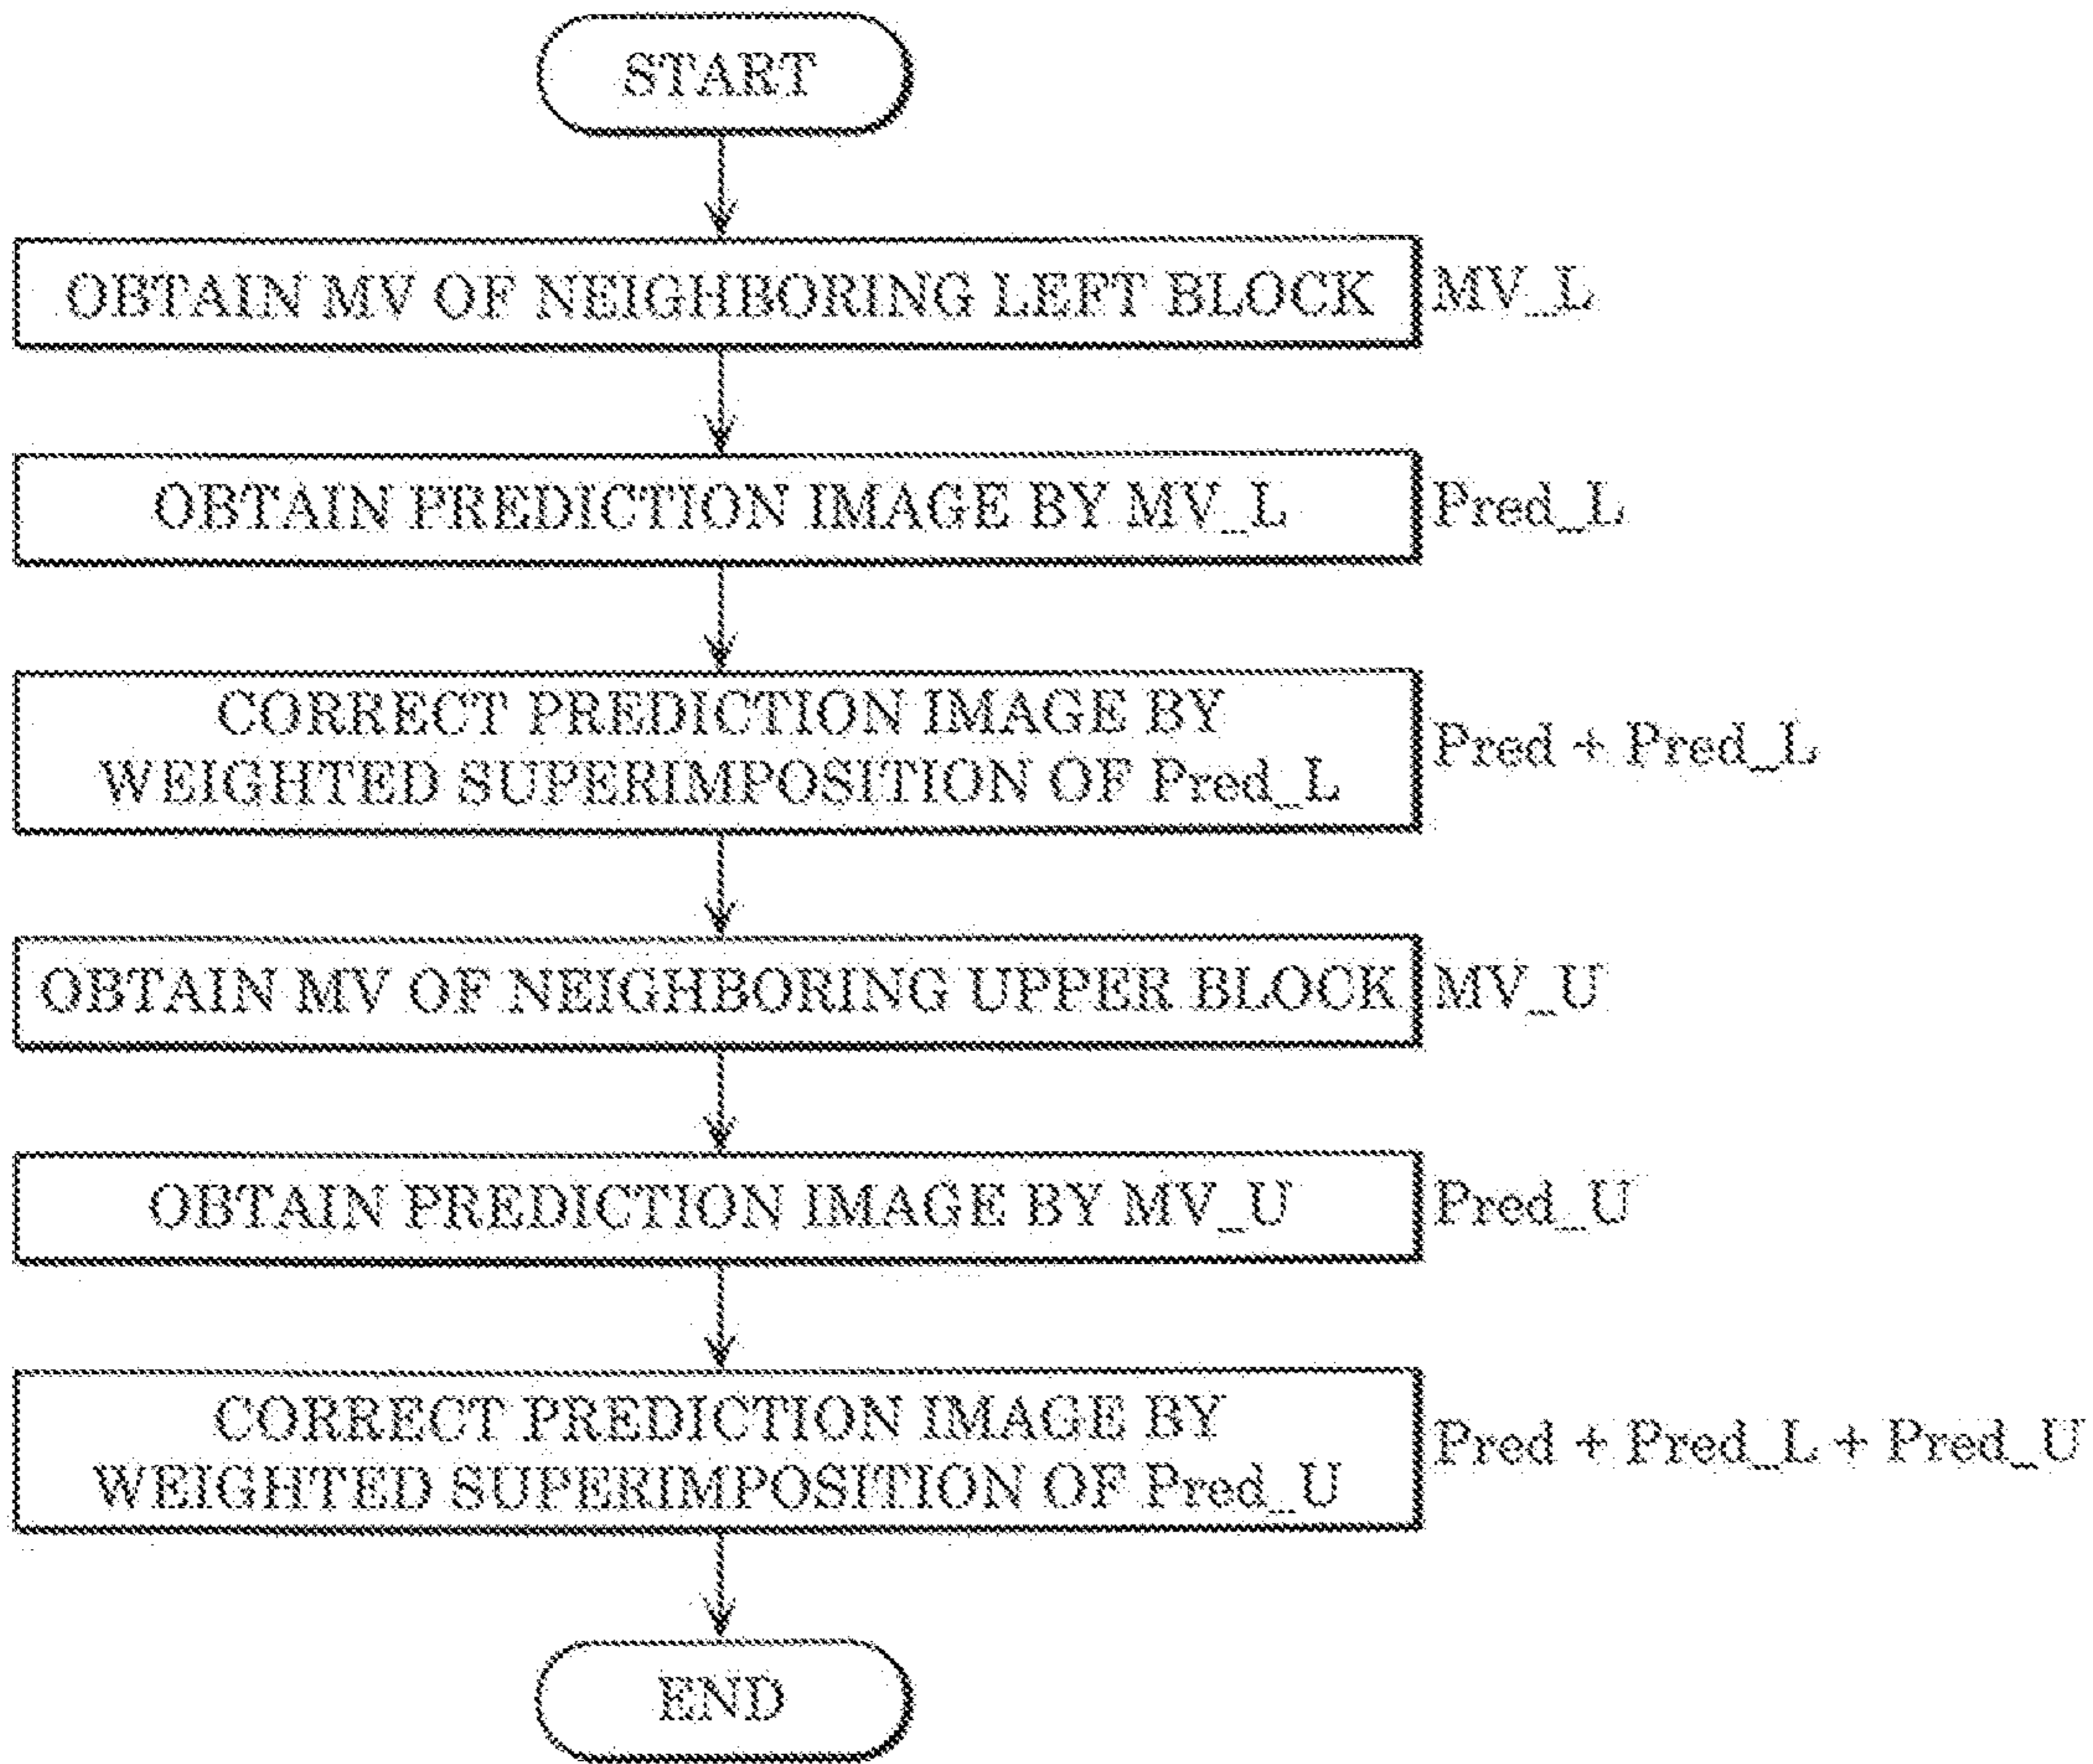 START
OBTAIN MV OF NEIGHBORING LEFT BLOCK
MV_L
OBTAIN PREDICTION IMAGE BY MV_L
Pred_L
CORRECT PREDICTION IMAGE BY
WEIGHTED SUPERIMPOSITION OF Pred_L
Pred + Pred_L
OBTAIN MV OF NEIGHBORING UPPER BLOCK
MV_U
OBTAIN PREDICTION IMAGE BY MV_U
Pred_U
CORRECT PREDICTION IMAGE BY
WEIGHTED SUPERIMPOSITION OF Pred_U
Pred + Pred_L + Pred_U
END